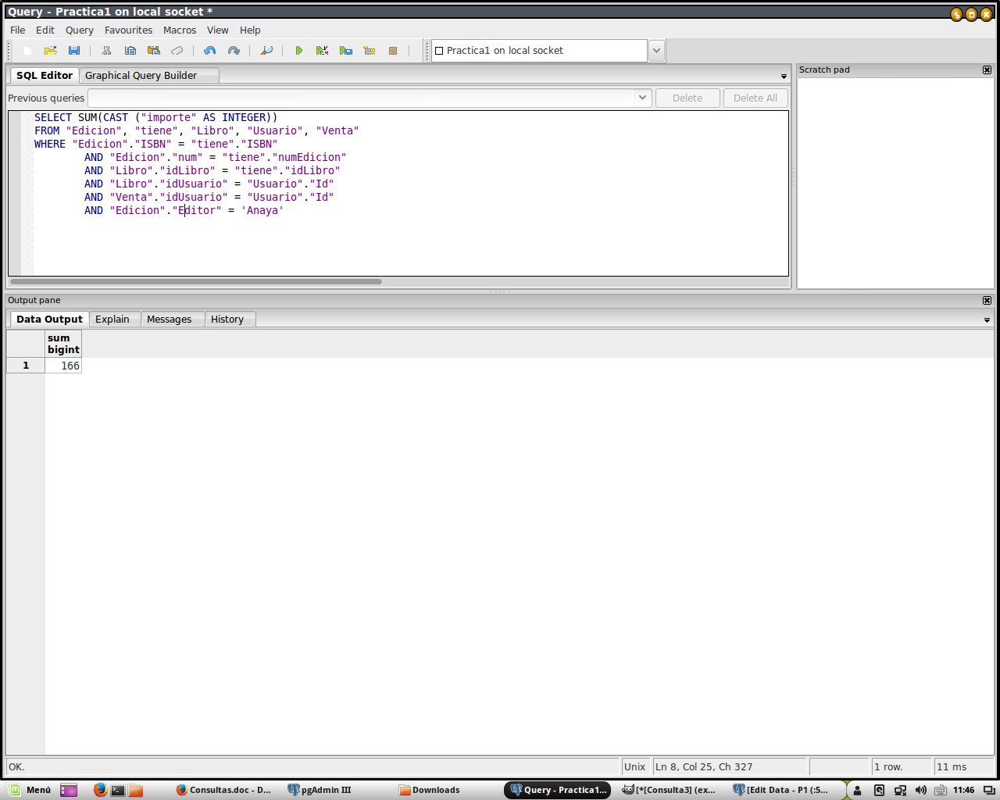 Query - Practica1 on local socket *
File Edit Query Favourites Macros View Help
Practica1 on local socket
SQL Editor Graphical Query Builder
Scratch pad
Previous queries Delete Delete All
SELECT SUM(CAST ("importe" AS INTEGER))
FROM "Edicion", "tiene", "Libro", "Usuario", "Venta"
WHERE "Edicion"."ISBN" = "tiene"."ISBN"
AND "Edicion"."num" = "tiene"."numEdicion"
AND "Libro"."idLibro" = "tiene"."idLibro"
AND "Libro"."idUsuario" = "Usuario"."Id"
AND "Venta"."idUsuario" = "Usuario"."Id"
AND "Edicion"."Editor" = 'Anaya'
Output pane
Data Output Explain Messages History
sum
bigint
1 166
OK. Unix Ln 8, Col 25, Ch 327 1 row. 11 ms
Menú Consultas.doc - D... pgAdmin III Downloads Query - Practica1... [*[Consulta3] (ex... [Edit Data - P1 (:5... 11:46